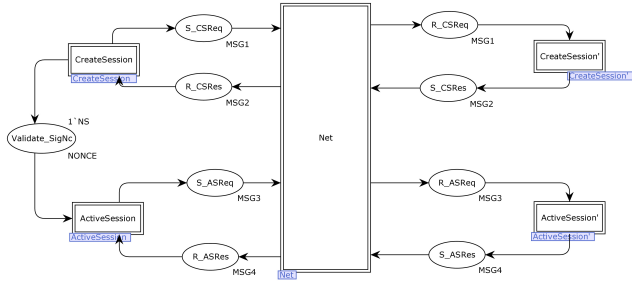 S_CSReq
MSG1
R_CSReq
MSG1
CreateSession
CreateSession
CreateSession'
CreateSession'
R_CSRes
MSG2
S_CSRes
MSG2
1`NS
Validate_SigNc
NONCE
Net
S_ASReq
MSG3
R_ASReq
MSG3
ActiveSession
ActiveSession
ActiveSession'
ActiveSession'
R_ASRes
MSG4
S_ASRes
MSG4
Net